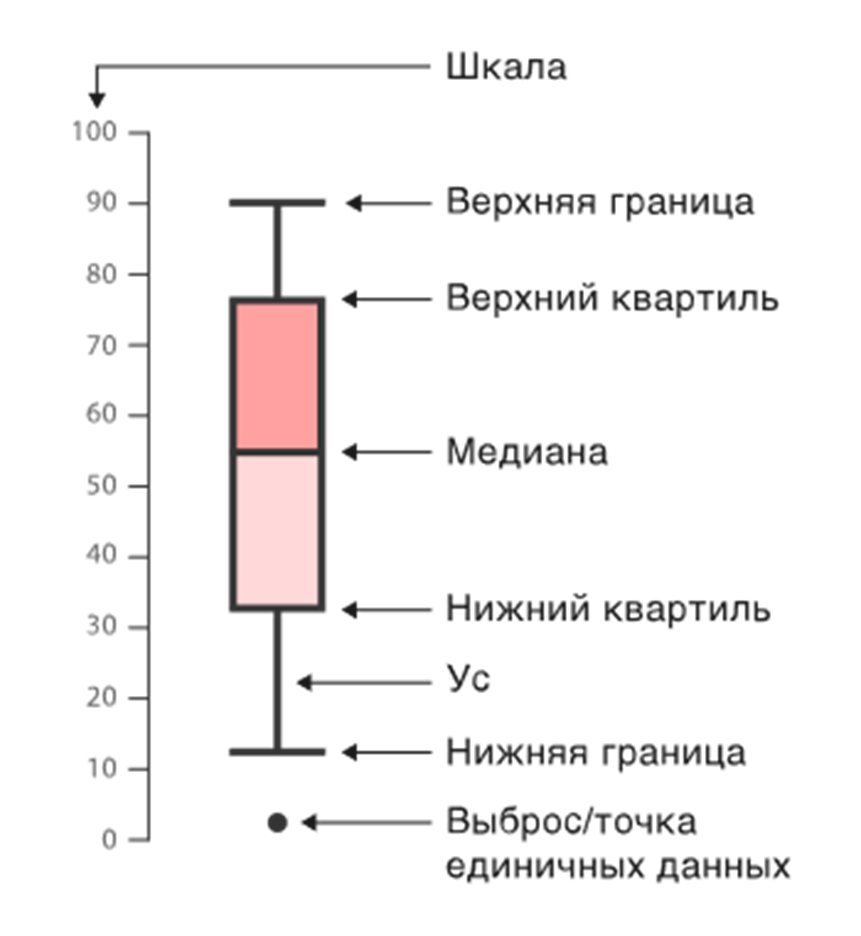 Шкала
100
90
Верхняя граница
80
Верхний квартиль
70
60
Медиана
50
40
Нижний квартиль
30
Ус
20
Нижняя граница
10
Выброс/точка
0
единичных данных